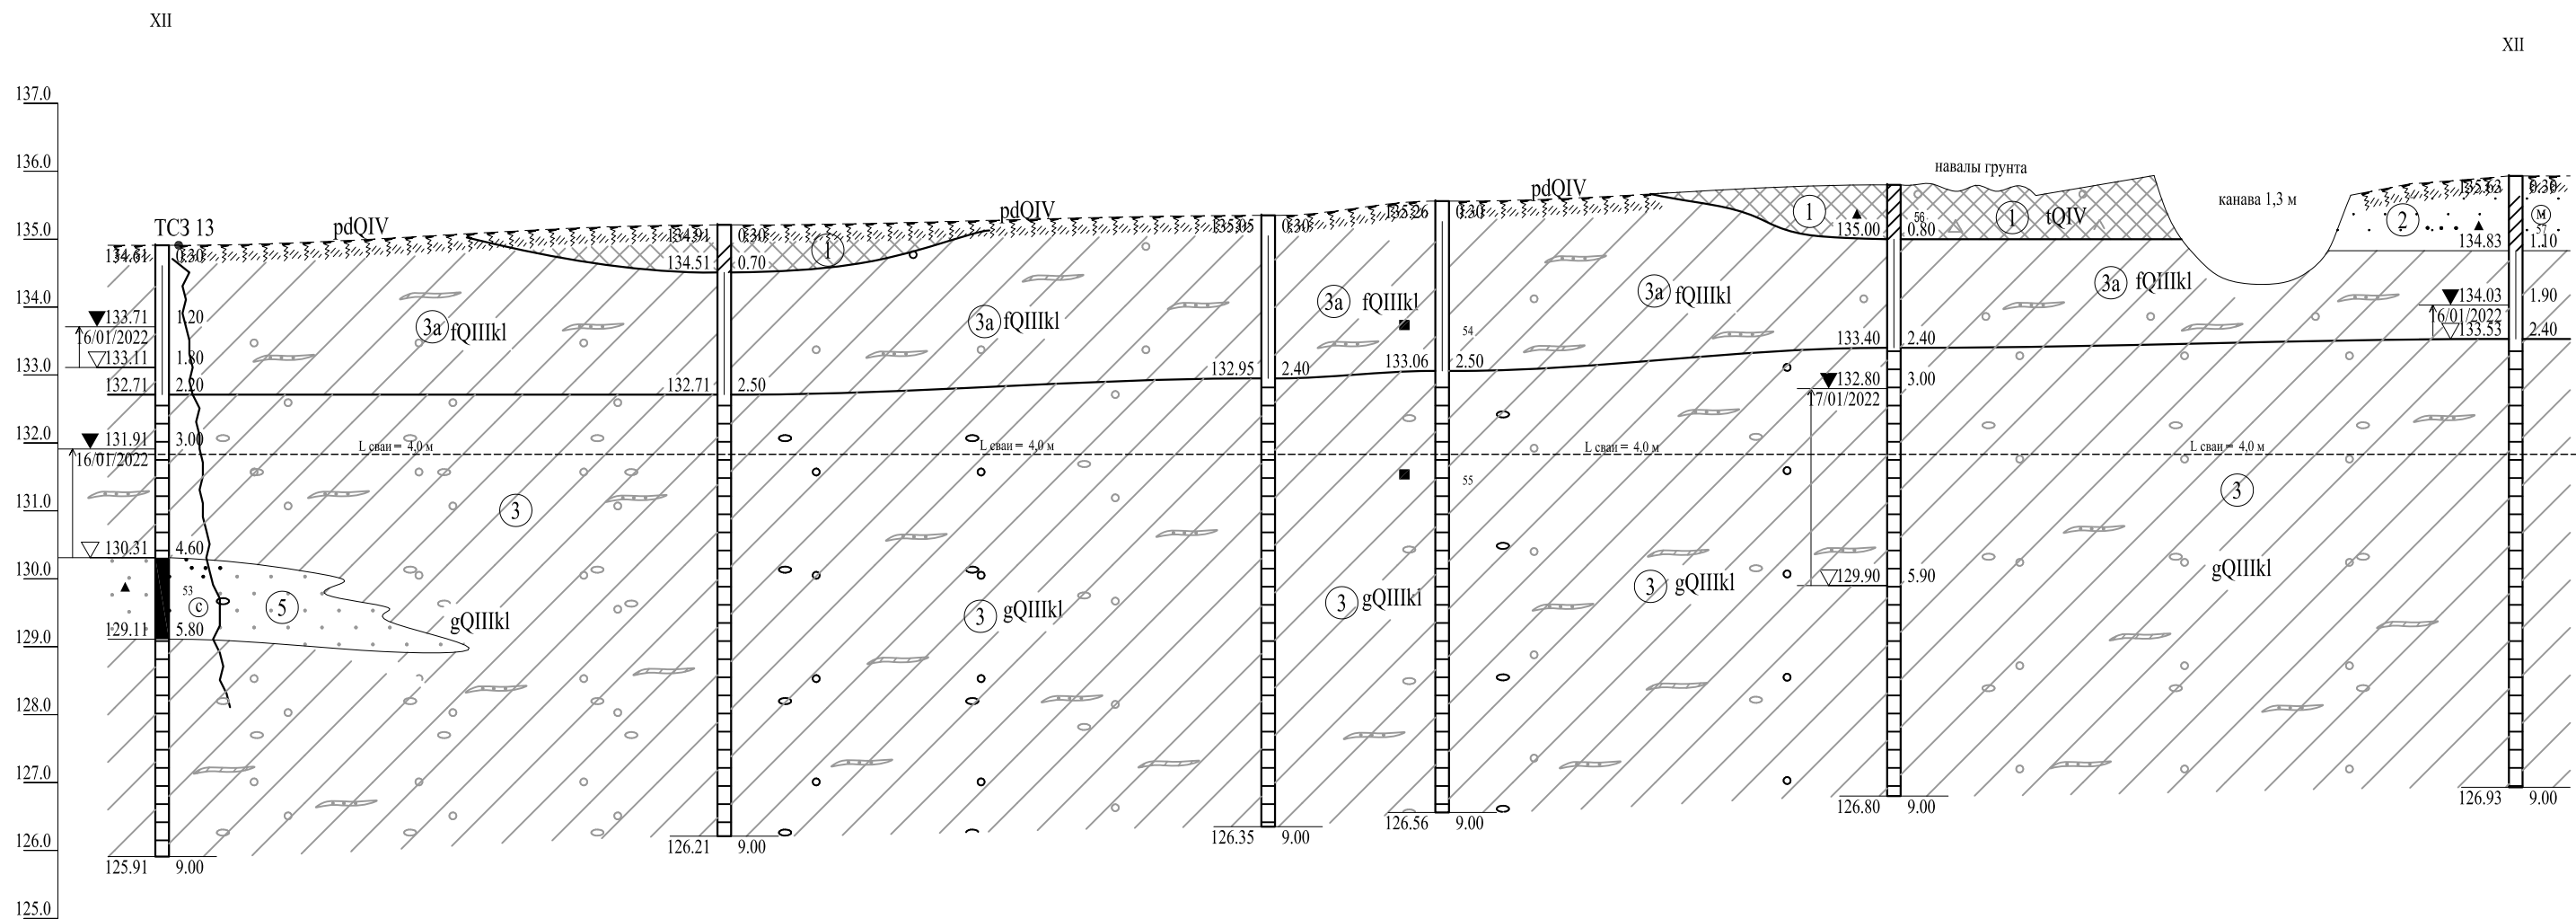 XII
XII
137.0
136.0
135.0
134.0
133.0
132.0
131.0
130.0
129.0
128.0
127.0
126.0
125.0
ТСЗ 13
pdQIV
134.61 0.30
133.71 1.20
16/01/2022
133.11 1.80
132.71 2.20
131.91 3.00
16/01/2022
130.31 4.60
53
с
5
129.11 5.80
125.91 9.00
3а fQIIIkl
L сваи = 4,0 м
3
gQIIIkl
134.91 0.30
134.51 0.70
1
132.71 2.50
126.21 9.00
pdQIV
3а fQIIIkl
L сваи = 4,0 м
3 gQIIIkl
135.05 0.30
132.95 2.40
126.35 9.00
3а fQIIIkl
3 gQIIIkl
135.26 0.30
54
133.06 2.50
55
126.56 9.00
pdQIV
3а fQIIIkl
L сваи = 4,0 м
3 gQIIIkl
1
56
135.00 0.80
133.40 2.40
132.80 3.00
17/01/2022
129.90 5.90
126.80 9.00
навалы грунта
1 tQIV
канава 1,3 м
3а fQIIIkl
L сваи = 4,0 м
3
gQIIIkl
2
135.63 0.30
м
57
134.83 1.10
134.03 1.90
16/01/2022
133.53 2.40
126.93 9.00